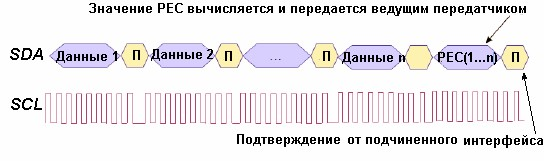 Значение PEC вычисляется и передается ведущим передатчиком
SDA Данные 1 П Данные 2 П ... П Данные n PEC(1...n) П
SCL
Подтверждение от подчиненного интерфейса